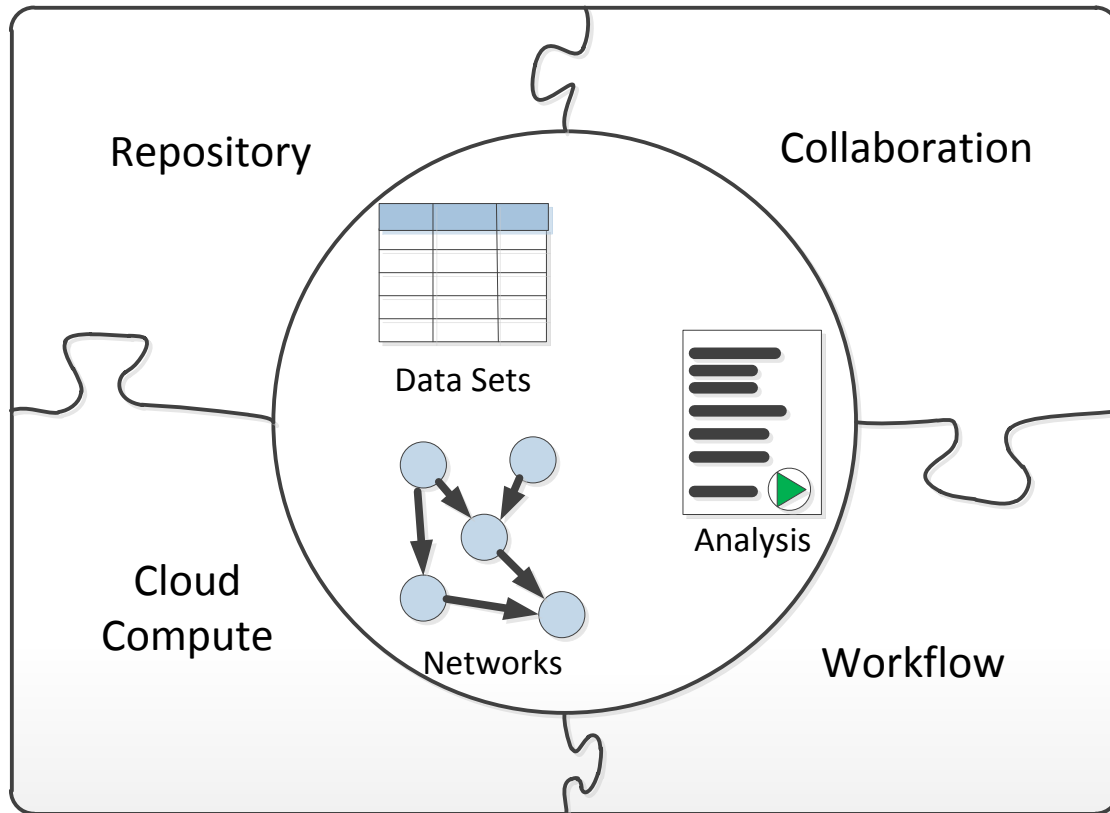 Repository
Collaboration
Data Sets
Analysis
Cloud
Compute
Networks
Workflow